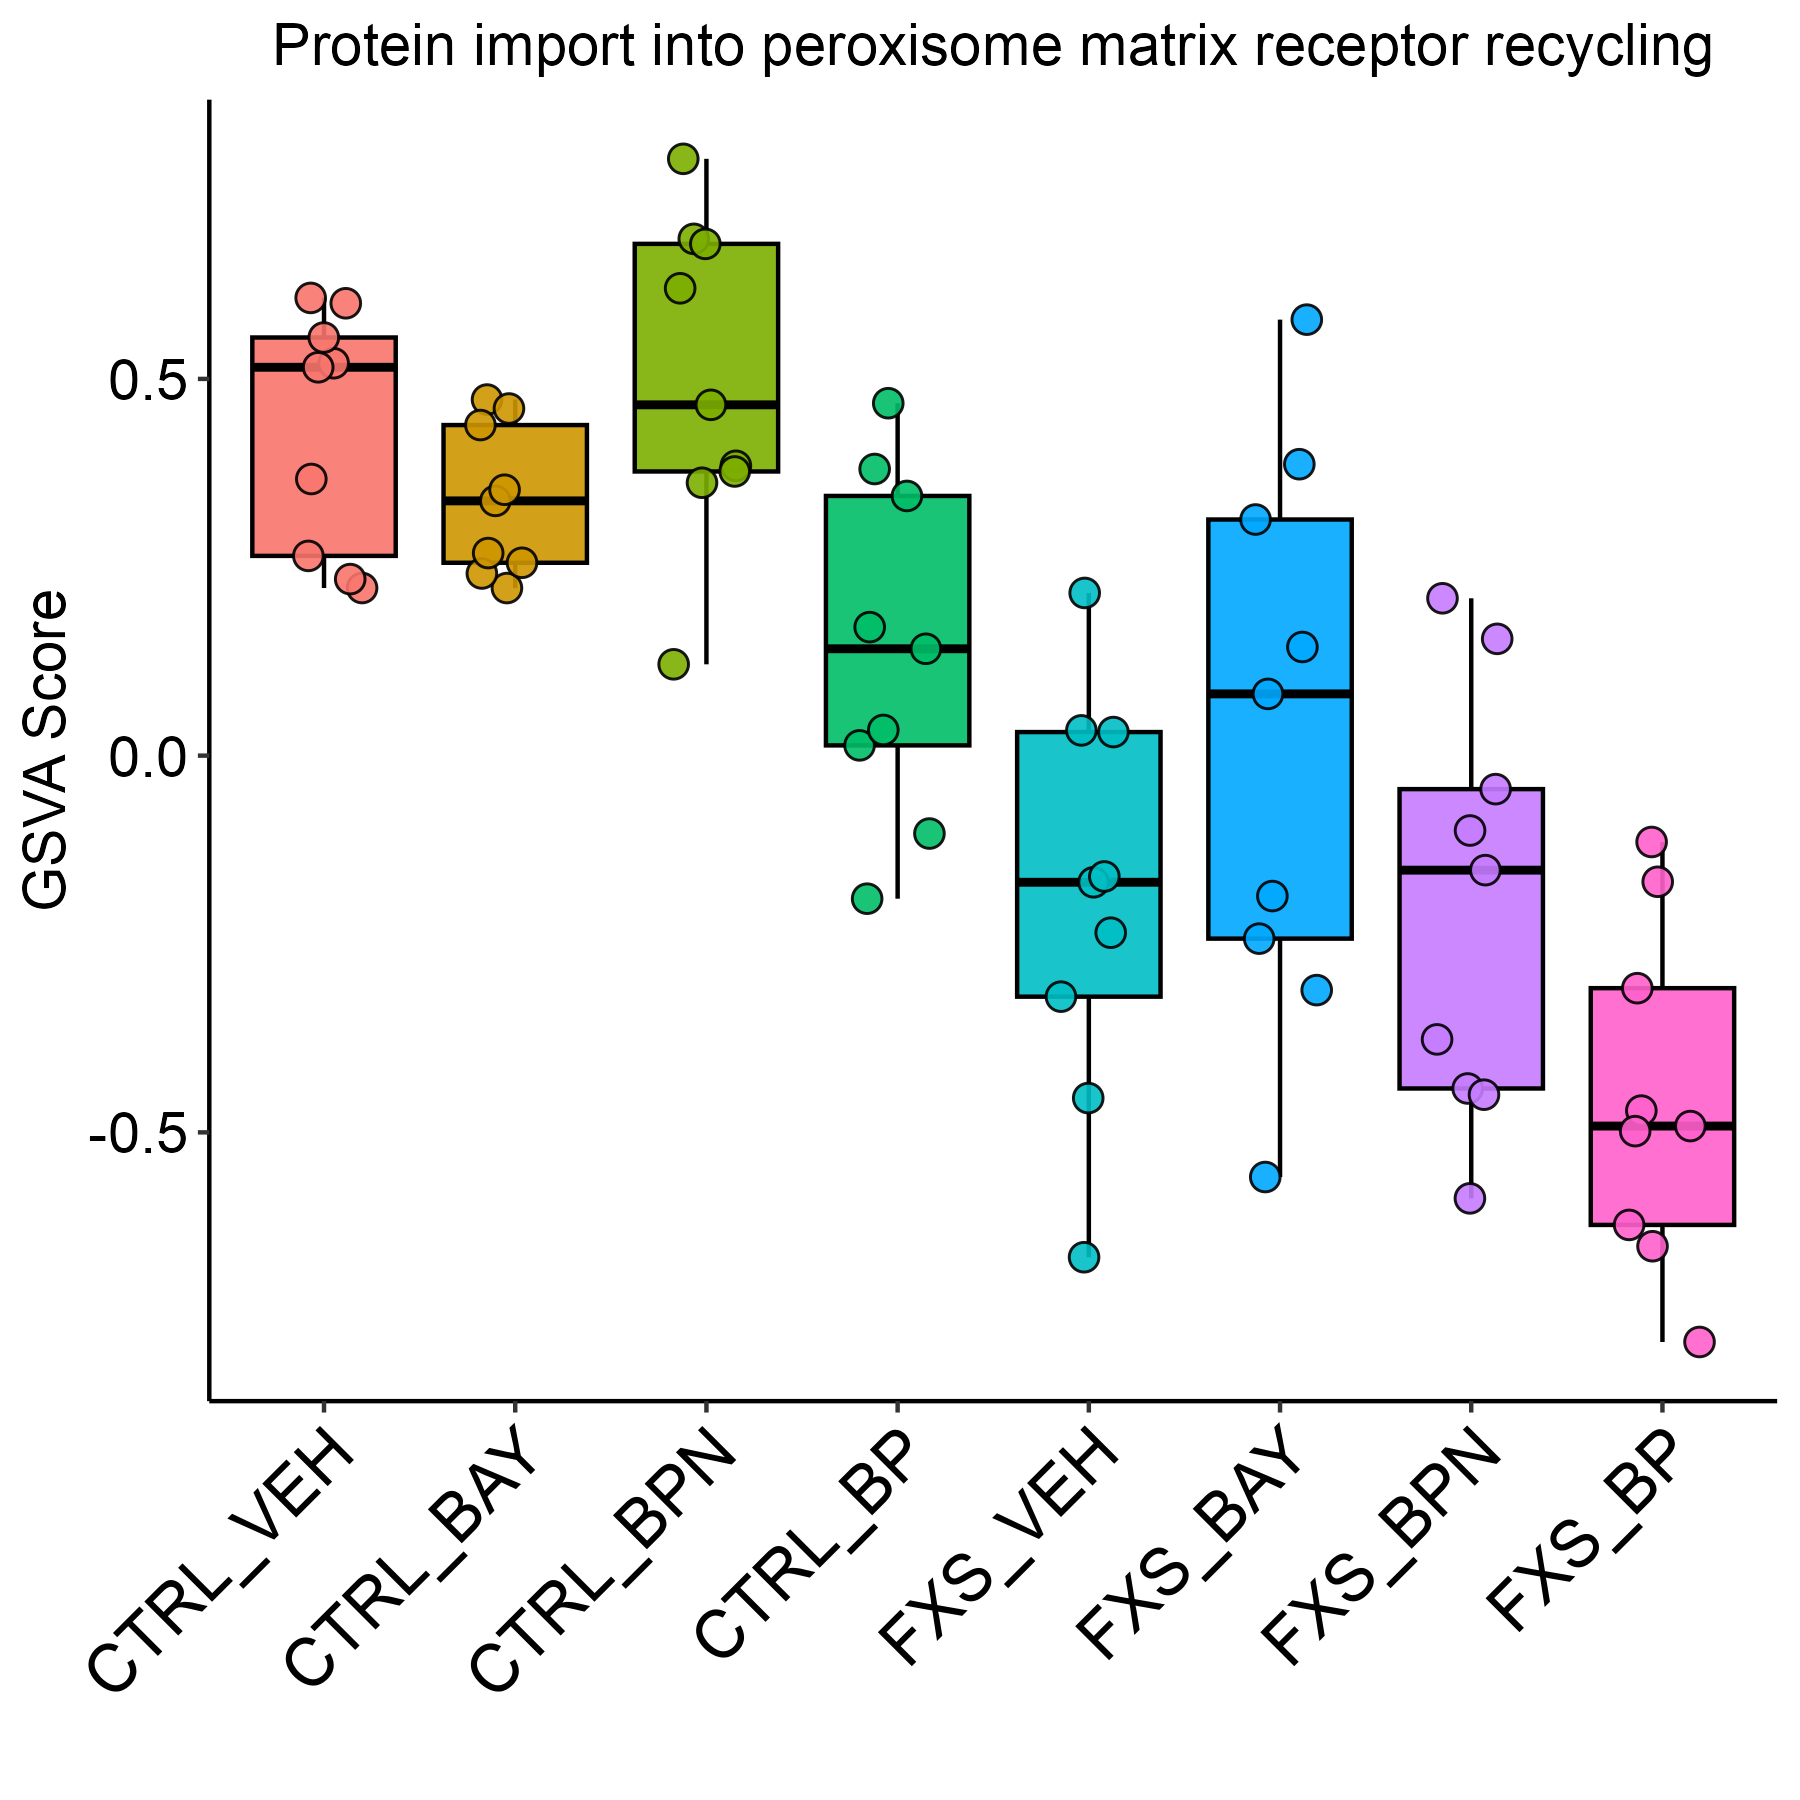 Protein import into peroxisome matrix receptor recycling
GSVA Score
0.5
0.0
-0.5
CTRL_VEH
CTRL_BAY
CTRL_BPN
CTRL_BP
FXS_VEH
FXS_BAY
FXS_BPN
FXS_BP